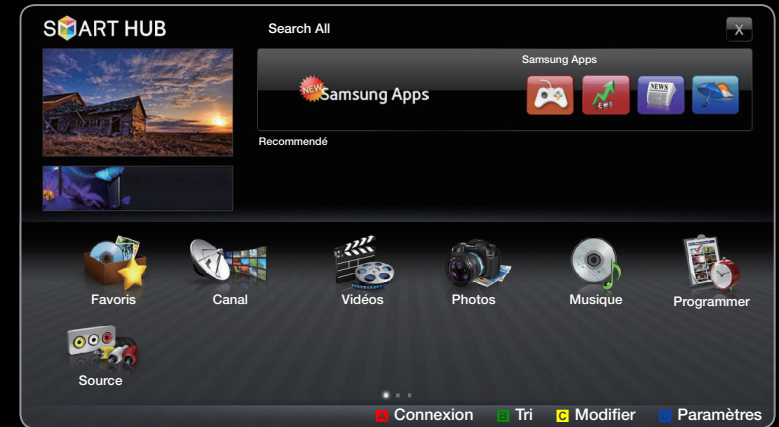 SMART HUB
Search All
X
Samsung Apps
NEW Samsung Apps
NEWS
Recommendé
Favoris
Canal
Vidéos
Photos
Musique
Programmer
Source
A Connexion B Tri C Modifier D Paramètres